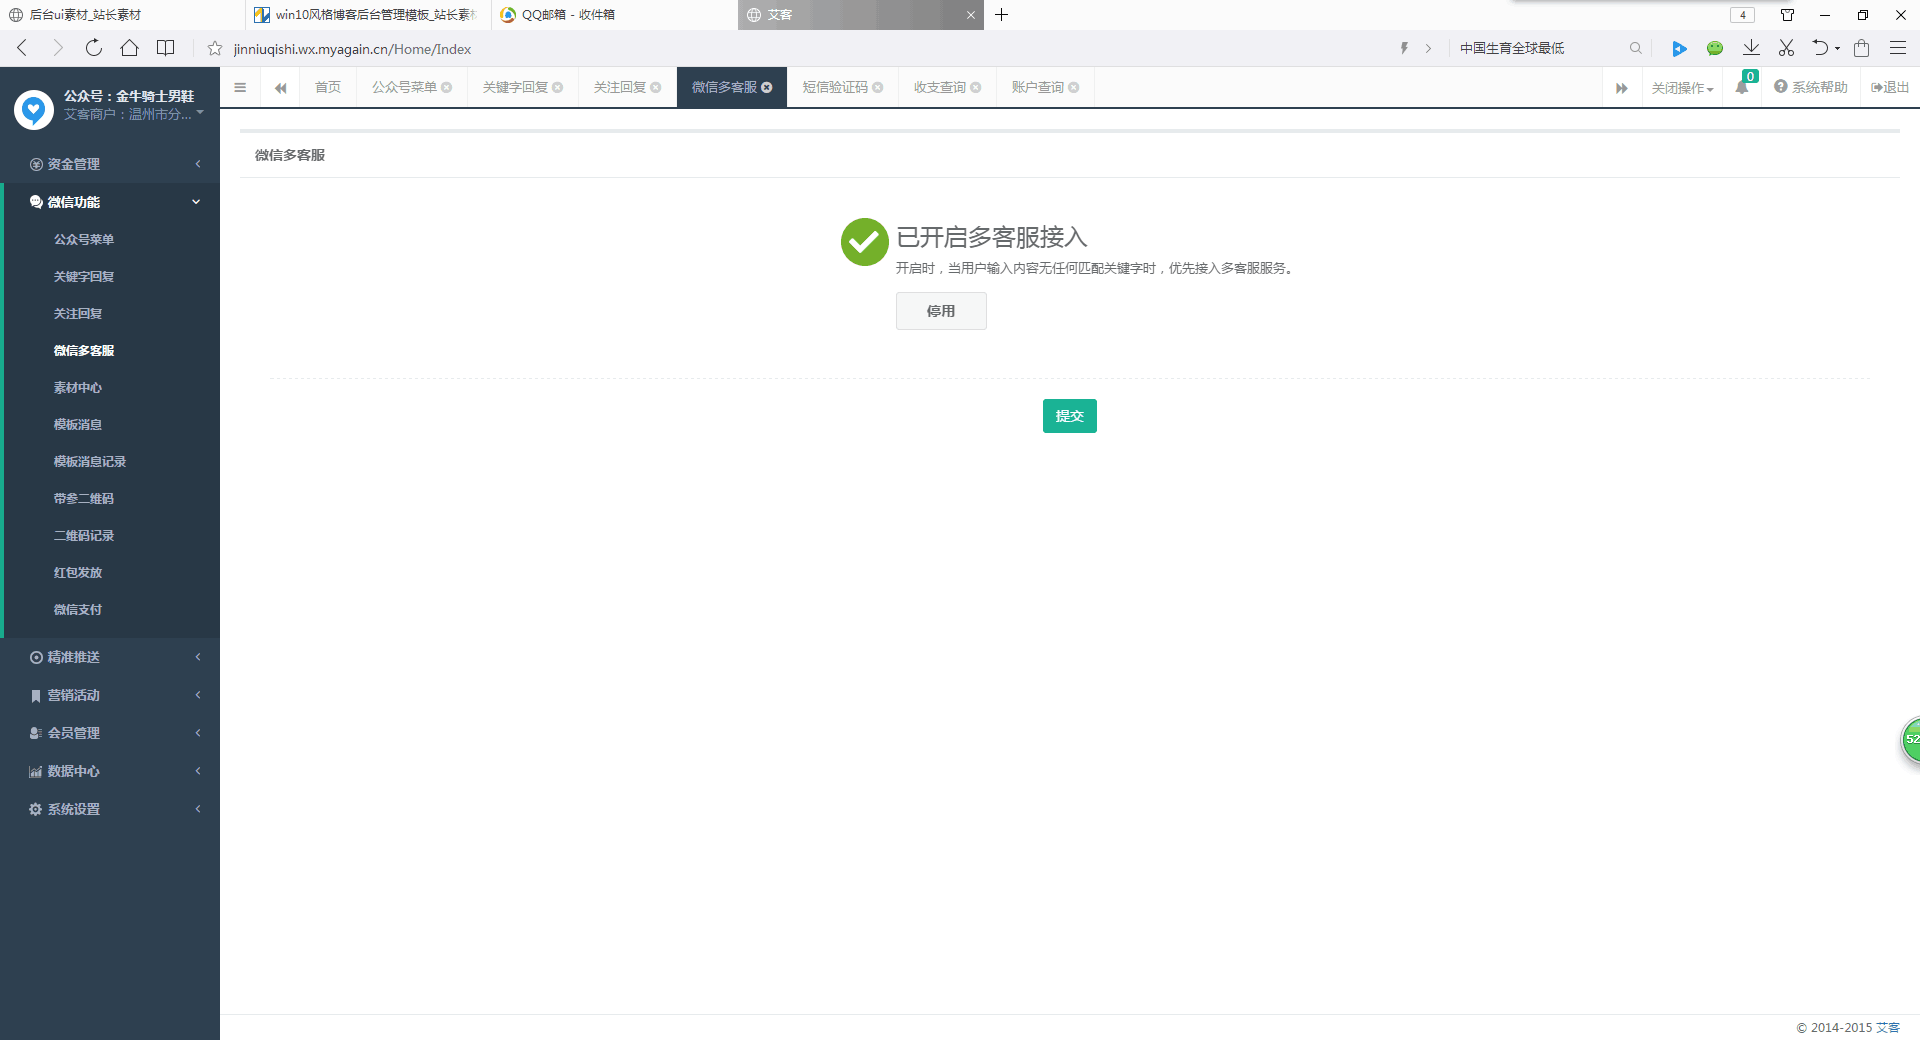 后台ui素材_站长素材
win10风格博客后台管理模板_站长素材
QQ邮箱 - 收件箱
艾客
4
jinniuqishi.wx.myagain.cn/Home/Index
中国生育全球最低
公众号：金牛骑士男鞋
艾客商户：温州市分...
首页
公众号菜单
关键字回复
关注回复
微信多客服
短信验证码
收支查询
账户查询
关闭操作
0
系统帮助
退出
资金管理
微信功能
公众号菜单
关键字回复
关注回复
微信多客服
素材中心
模板消息
模板消息记录
带参二维码
二维码记录
红包发放
微信支付
精准推送
营销活动
会员管理
数据中心
系统设置
微信多客服
已开启多客服接入
开启时，当用户输入内容无任何匹配关键字时，优先接入多客服服务。
停用
提交
52
© 2014-2015 艾客